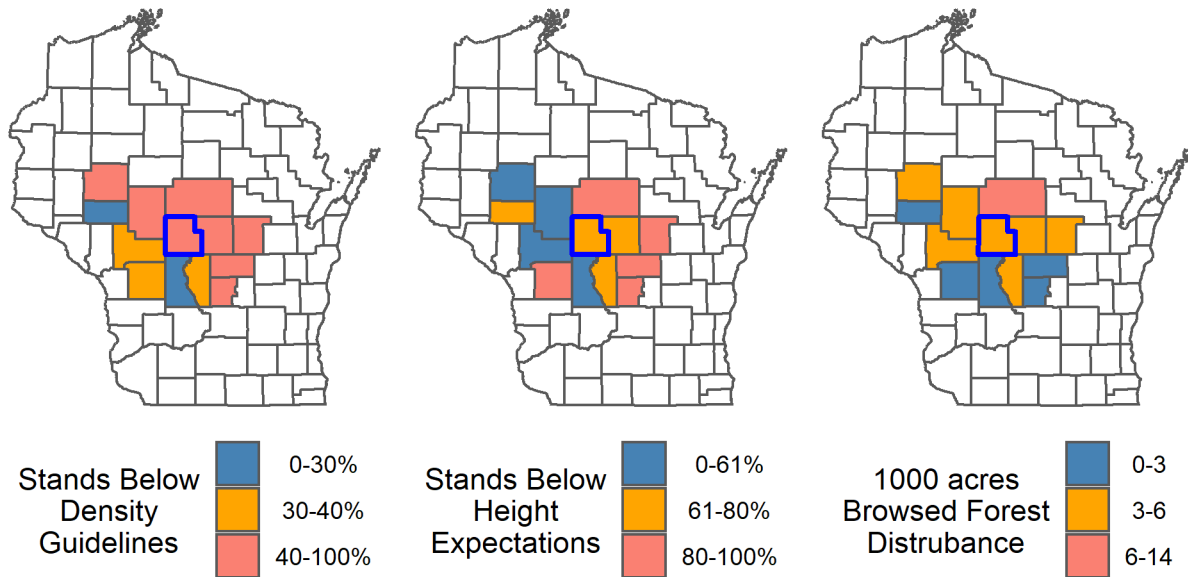 Stands Below
Density
Guidelines
0-30%
30-40%
40-100%
Stands Below
Height
Expectations
0-61%
61-80%
80-100%
1000 acres
Browsed Forest
Distrubance
0-3
3-6
6-14